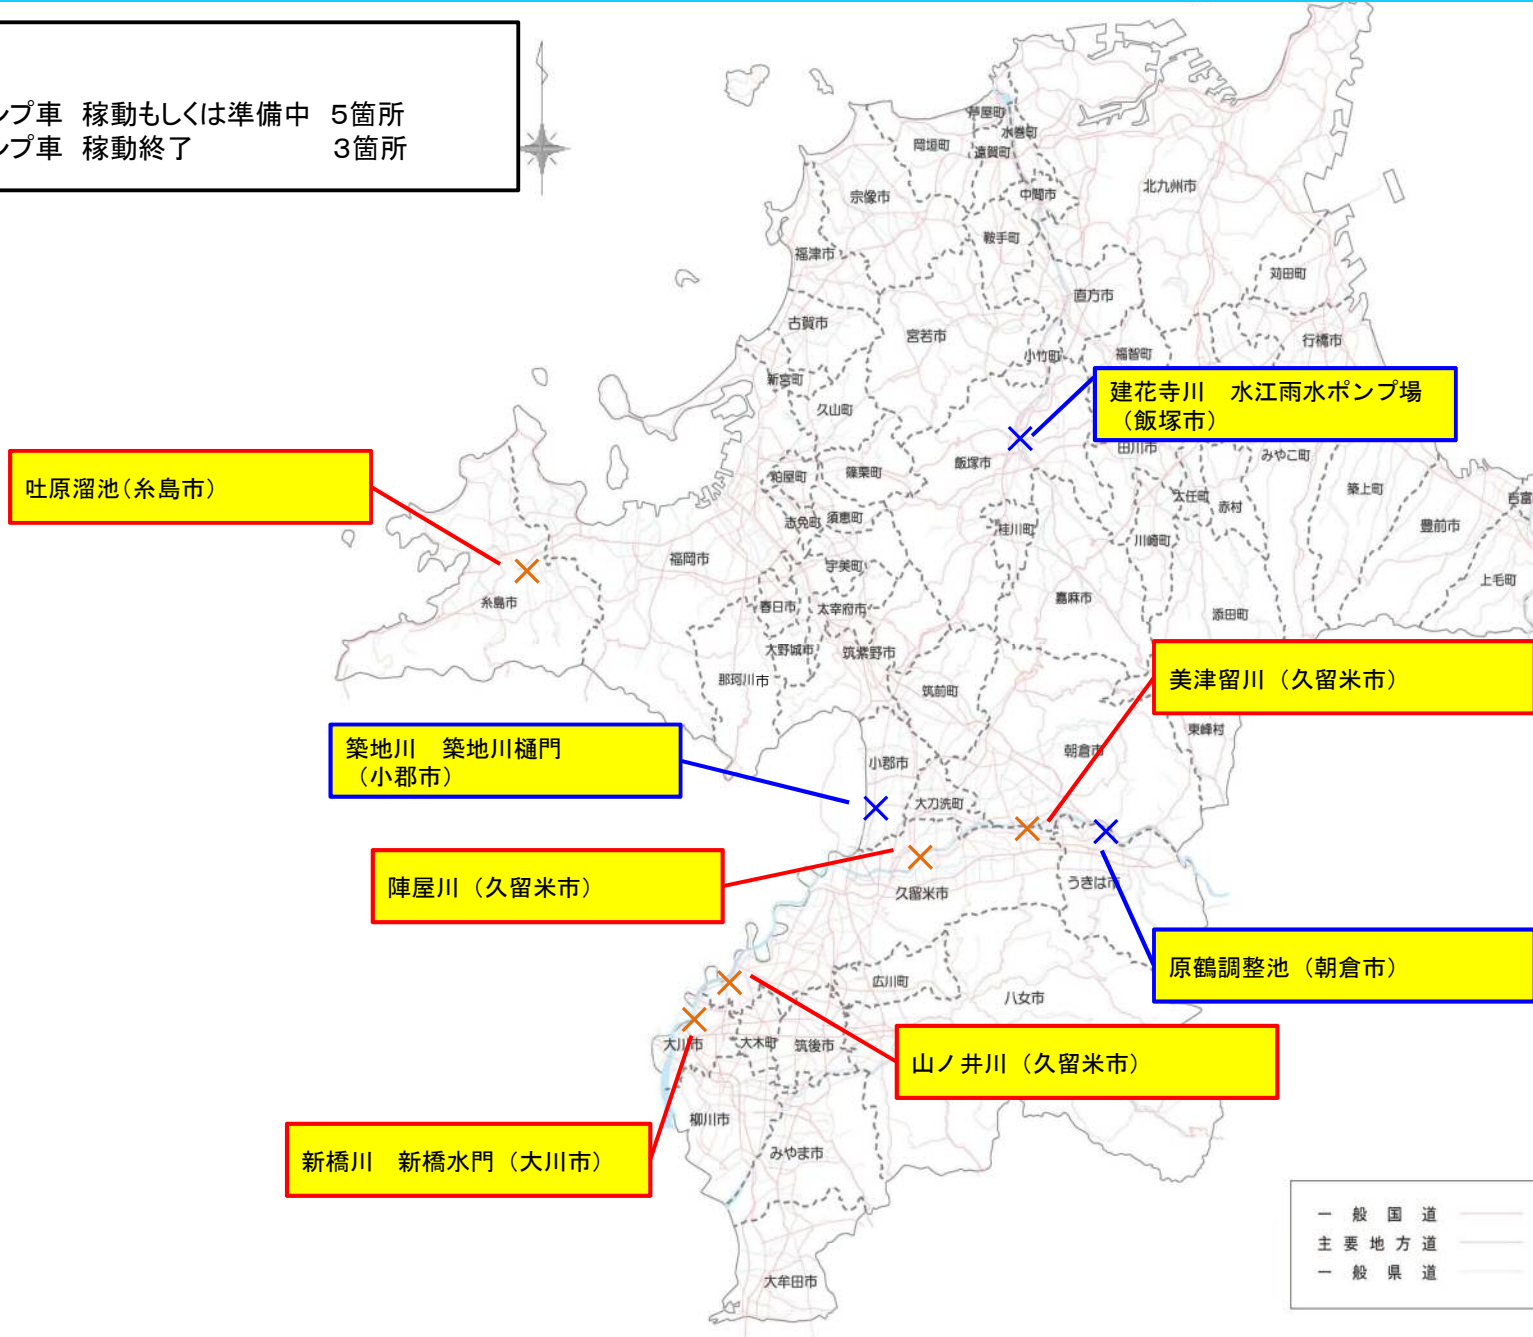 ンプ車 稼動もしくは準備中 5箇所
ンプ車 稼動終了 3箇所
芦屋町
水巻町
岡垣町
遠賀町
中間市
北九州市
宗像市
鞍手町
福津市
苅田町
直方市
古賀市
宮若市
行橋市
小竹町
福智町
新宮町
久山町
建花寺川 水江雨水ポンプ場
(飯塚市)
田川市
みやこ町
飯塚市
粕屋町
篠栗町
吐原溜池(糸島市)
大任町
赤村
築上町
吉富
豊前市
志免町
須恵町
桂川町
川崎町
福岡市
宇美町
上毛町
糸島市
春日市
太宰府市
嘉麻市
添田町
大野城市
筑紫野市
那珂川市
筑前町
美津留川(久留米市)
東峰村
築地川 築地川樋門
(小郡市)
小郡市
朝倉市
大刀洗町
陣屋川(久留米市)
久留米市
うきは市
原鶴調整池(朝倉市)
広川町
八女市
大川市
大木町
筑後市
山ノ井川(久留米市)
柳川市
新橋川 新橋水門(大川市)
みやま市
一般国道
主要地方道
一般県道
大牟田市